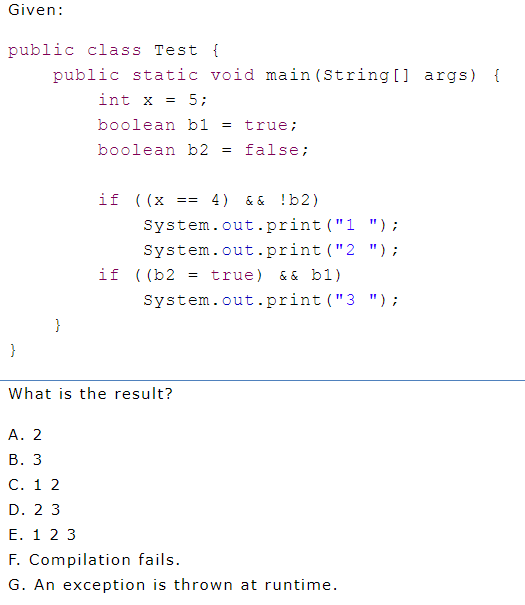 Given:
public class Test {
    public static void main(String[] args) {
        int x = 5;
        boolean b1 = true;
        boolean b2 = false;

        if ((x == 4) && !b2)
            System.out.print("1 ");
            System.out.print("2 ");
        if ((b2 = true) && b1)
            System.out.print("3 ");
    }
}
What is the result?
A. 2
B. 3
C. 1 2
D. 2 3
E. 1 2 3
F. Compilation fails.
G. An exception is thrown at runtime.